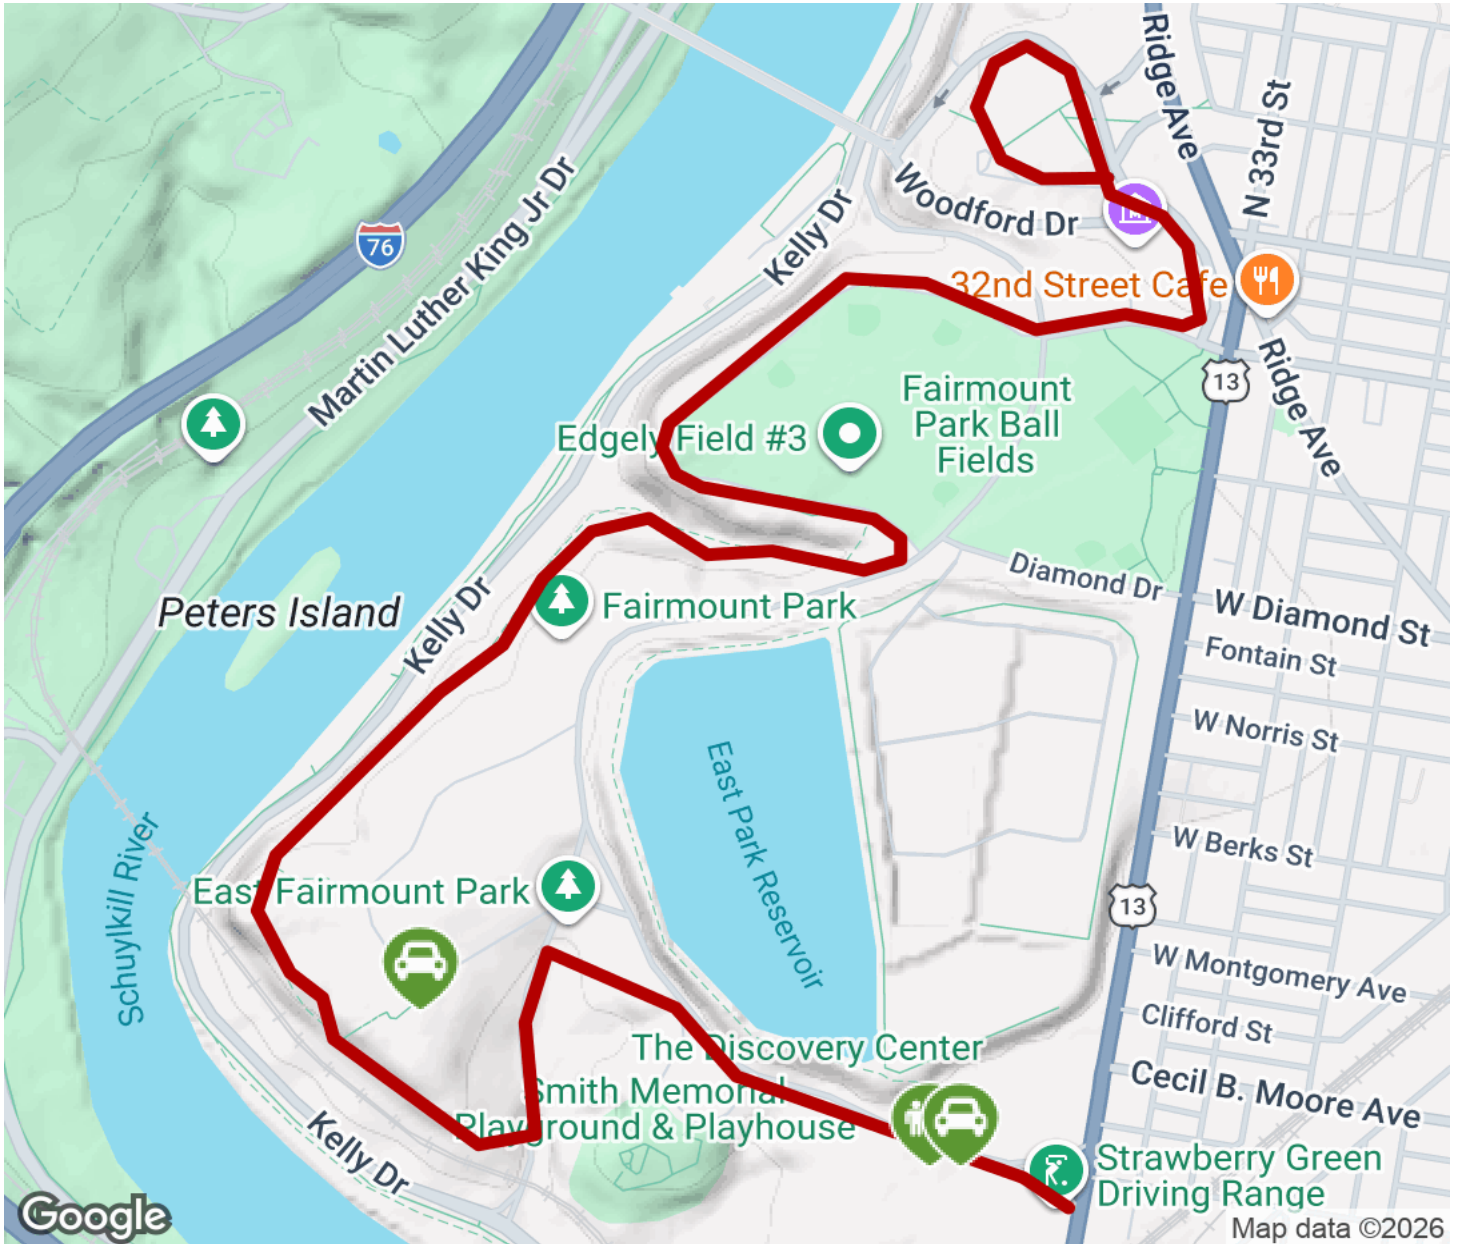 Ridge Ave
N 33rd St
Martin Luther King Jr Dr
76
Kelly Dr
Woodford Dr
32nd Street Cafe
13
Ridge Ave
Fairmount
Park Ball
Fields
Edgely Field #3
Diamond Dr
W Diamond St
Peters Island
Kelly Dr
Fairmount Park
Fontain St
W Norris St
East Park Reservoir
W Berks St
Schuylkill River
East Fairmount Park
13
W Montgomery Ave
Clifford St
The Discovery Center
Cecil B. Moore Ave
Smith Memorial
Playground & Playhouse
Kelly Dr
Strawberry Green
Driving Range
Google
Map data ©2026